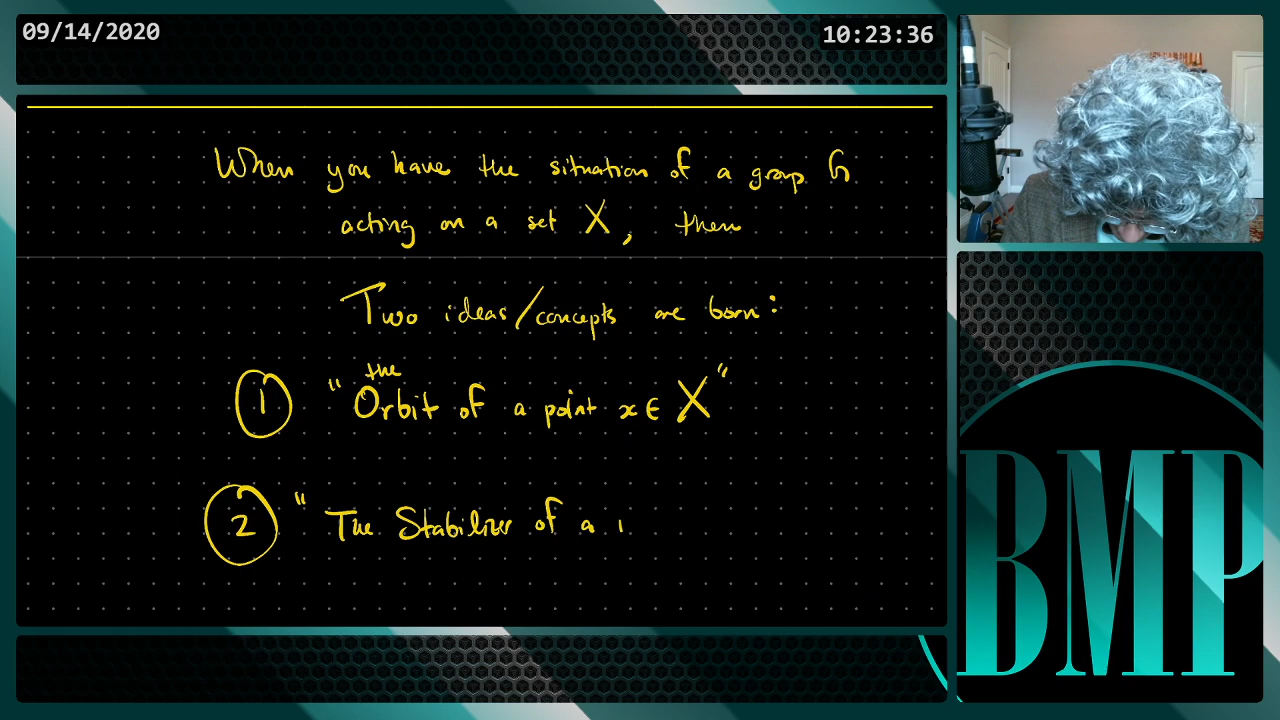 09/14/2020
10:23:36
When you have the situation of a group G
acting on a set X, then
Two ideas/concepts are born:
1 "the Orbit of a point x ∈ X"
2 "The Stabilizer of a
BMP